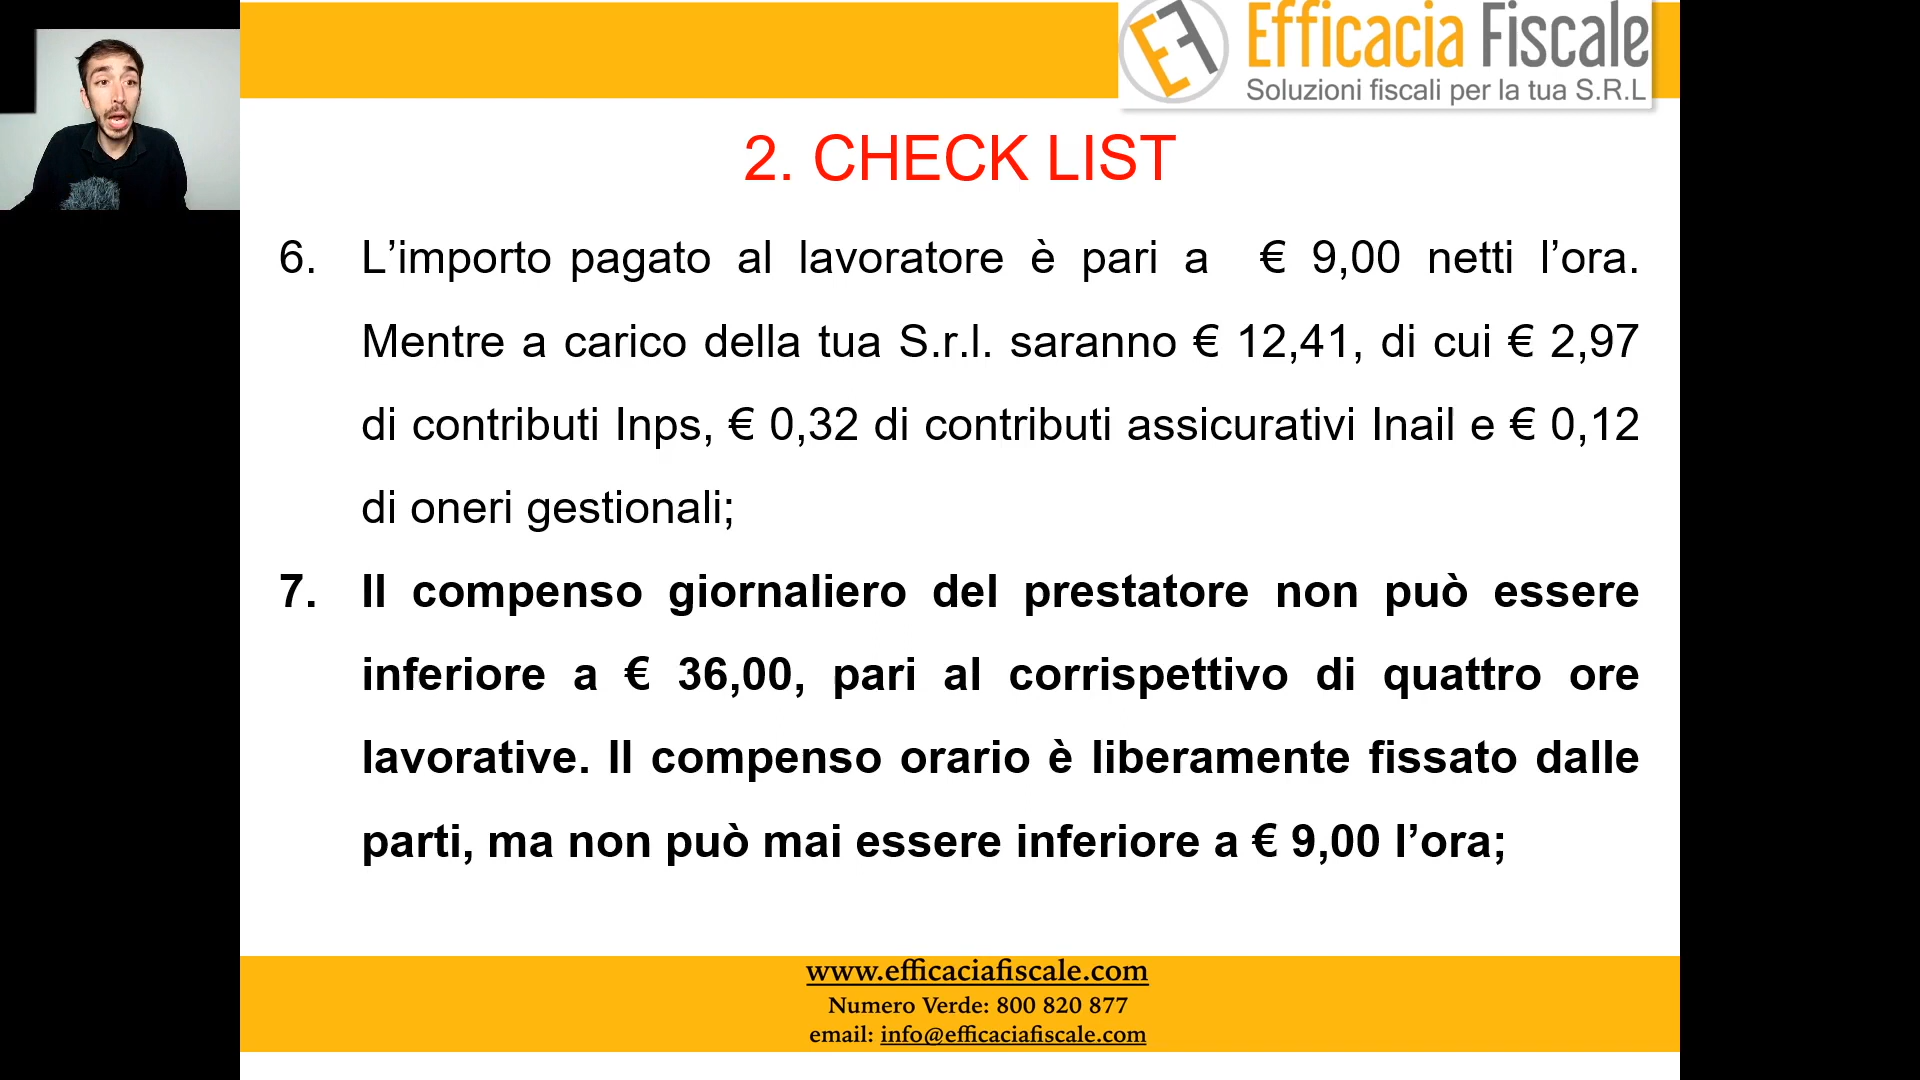 EF
Efficacia Fiscale
Soluzioni fiscali per la tua S.R.L
2. CHECK LIST
6. L’importo pagato al lavoratore è pari a € 9,00 netti l’ora.
Mentre a carico della tua S.r.l. saranno € 12,41, di cui € 2,97
di contributi Inps, € 0,32 di contributi assicurativi Inail e € 0,12
di oneri gestionali;
7. Il compenso giornaliero del prestatore non può essere
inferiore a € 36,00, pari al corrispettivo di quattro ore
lavorative. Il compenso orario è liberamente fissato dalle
parti, ma non può mai essere inferiore a € 9,00 l’ora;
www.efficaciafiscale.com
Numero Verde: 800 820 877
email: info@efficaciafiscale.com